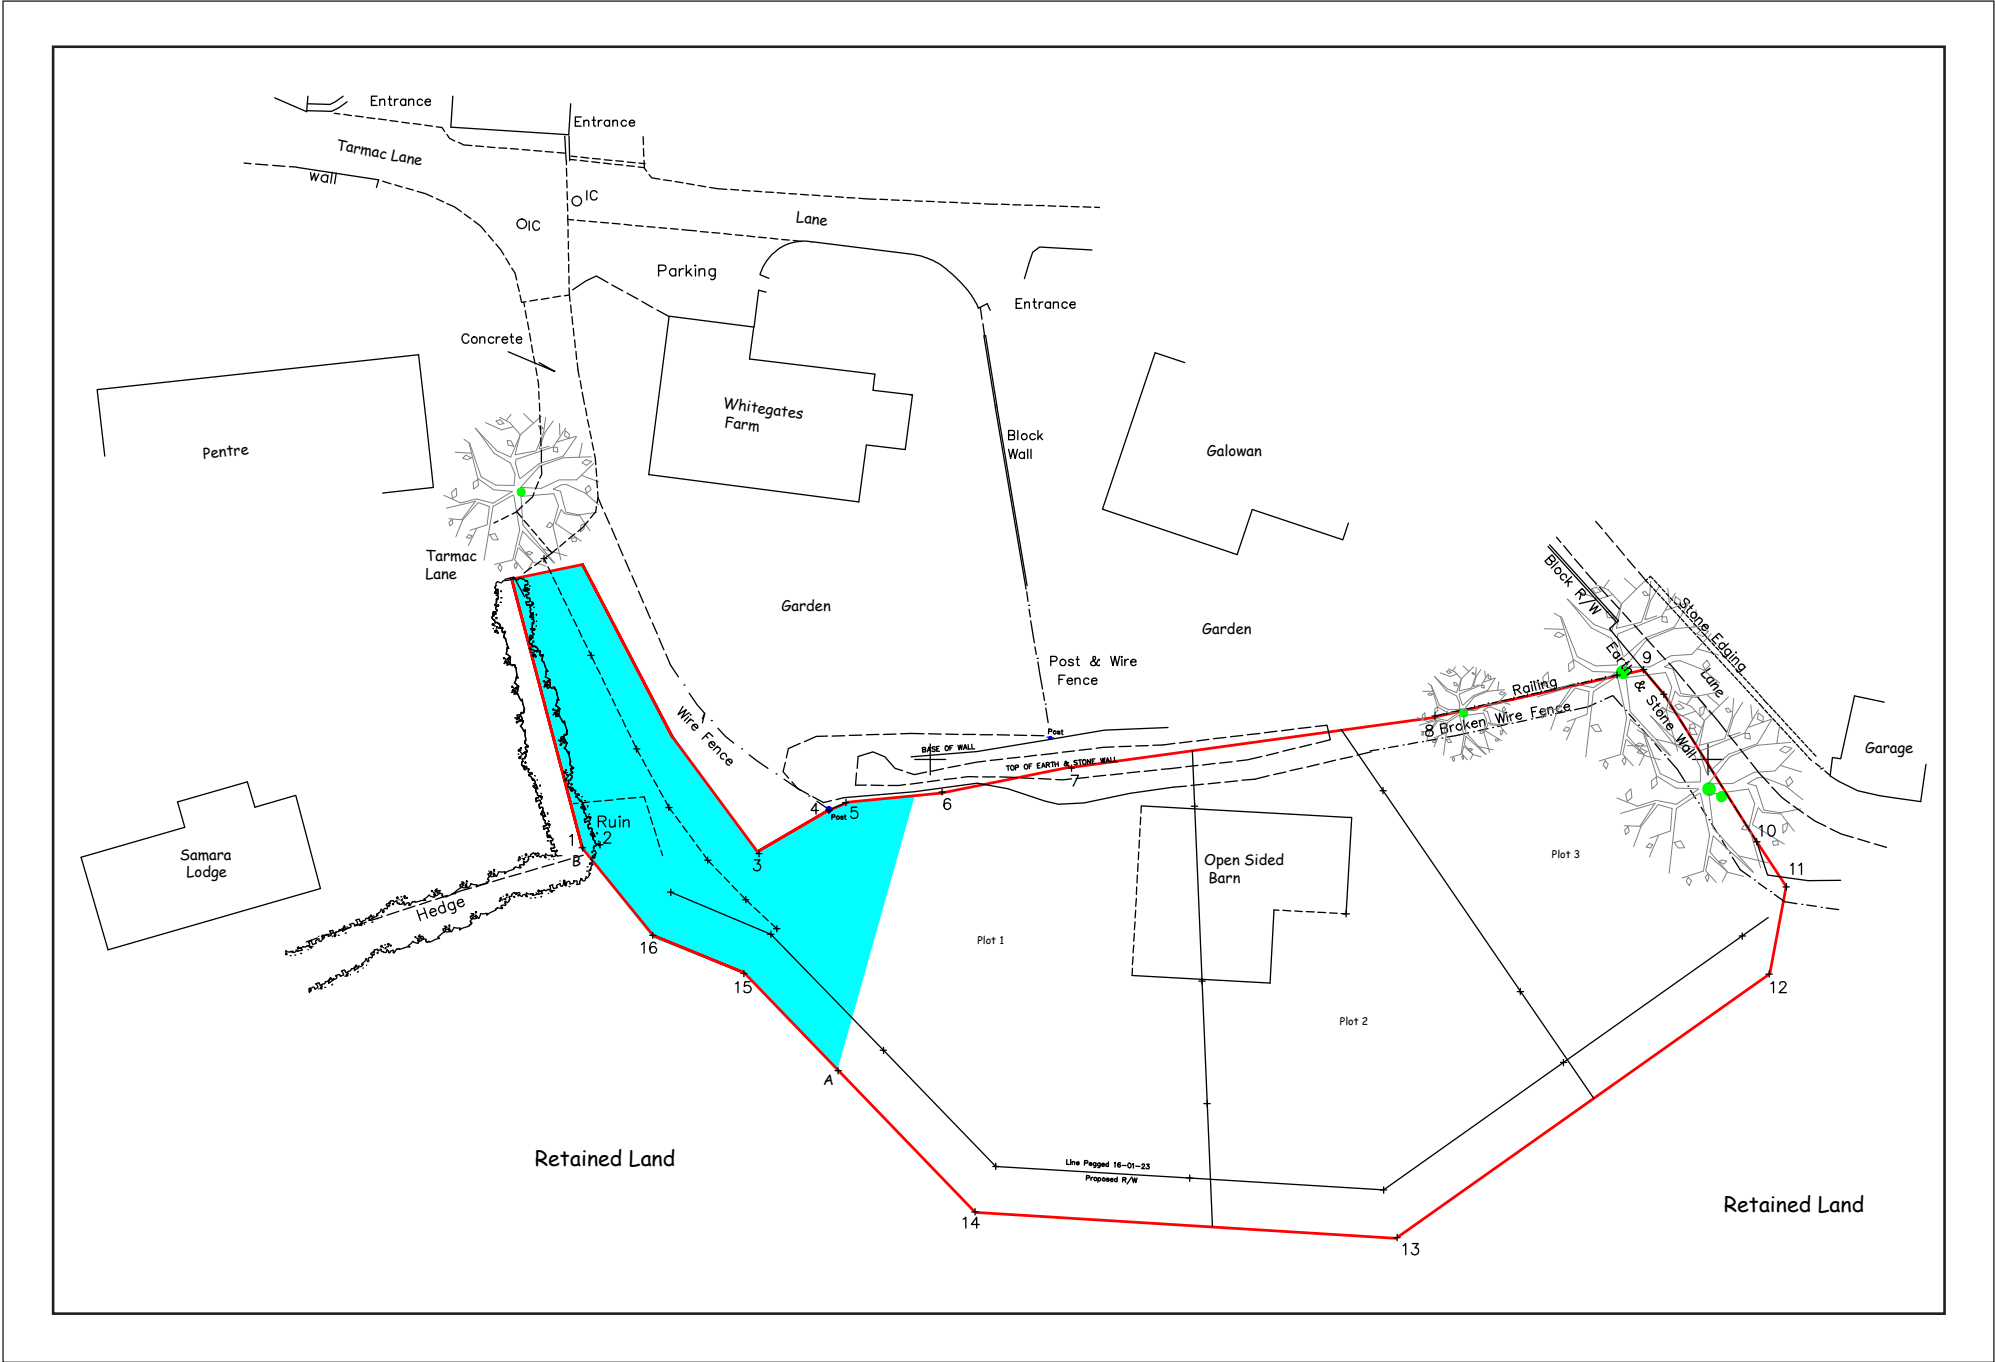 Entrance
Entrance
Tarmac Lane
wall
IC
IC
Lane
Parking
Entrance
Concrete
Whitegates
Farm
Block
Wall
Pentre
Galowan
Tarmac
Lane
Garden
Garden
Block R/W
Stone Edging
Earth & Stone Wall
Lane
9
Post & Wire
Fence
Wire Fence
Railing
8 Broken Wire Fence
Post
BASE OF WALL
TOP OF EARTH & STONE WALL
7
Garage
4
Post
5
6
Ruin
1
2
B
3
10
11
Samara
Lodge
Open Sided
Barn
Plot 3
Hedge
16
15
Plot 1
12
Plot 2
A
Retained Land
Line Pegged 16-01-23
Proposed R/W
Retained Land
14
13